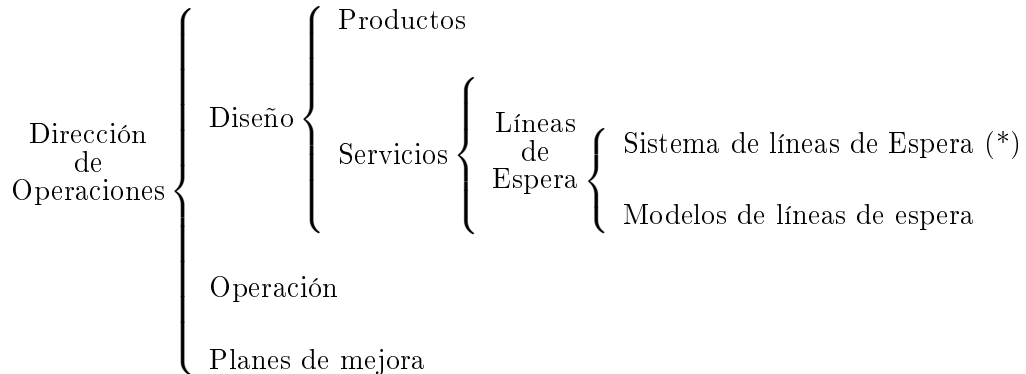 Productos
Diseño
Dirección
de
Operaciones
Servicios
Líneas
de
Espera
Sistema de líneas de Espera (*)
Modelos de líneas de espera
Operación
Planes de mejora